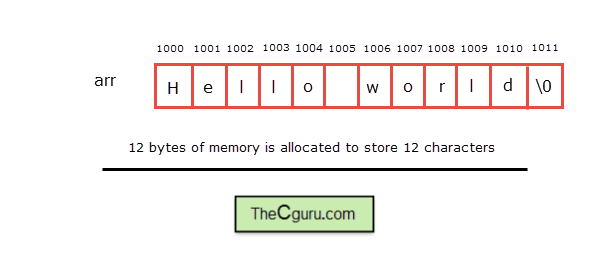 1000 1001 1002 1003 1004 1005 1006 1007 1008 1009 1010 1011
arr H e l l o w o r l d \0
12 bytes of memory is allocated to store 12 characters
TheCguru.com